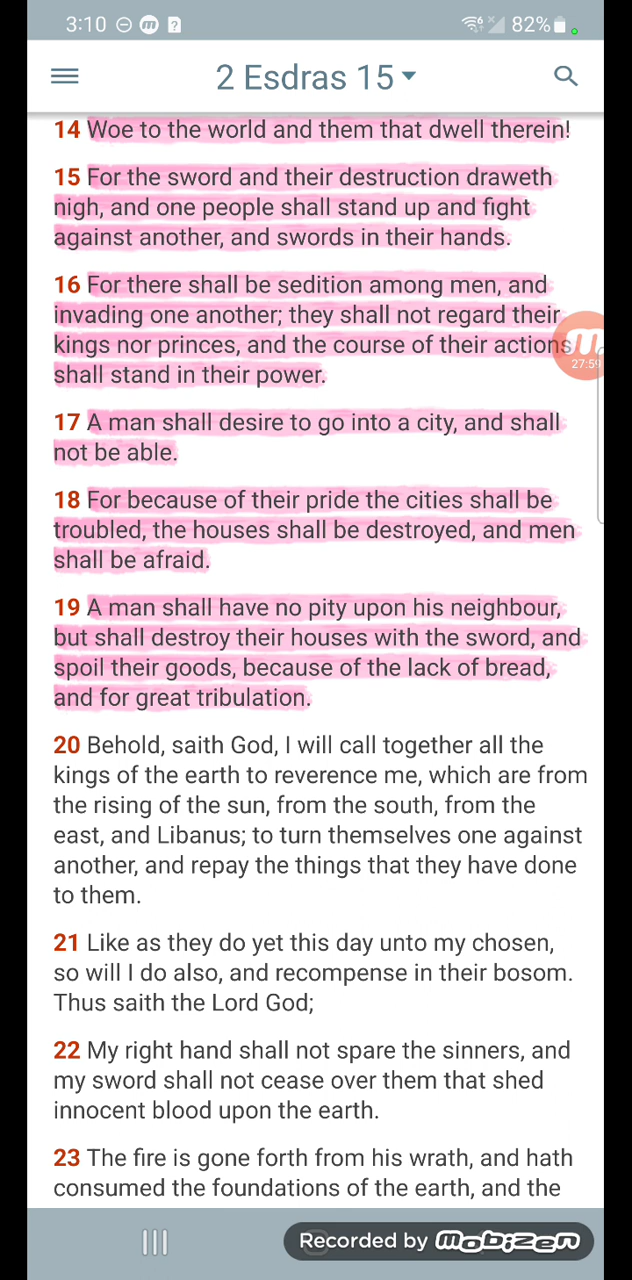 3:10 82%
2 Esdras 15
14 Woe to the world and them that dwell therein!
15 For the sword and their destruction draweth
nigh, and one people shall stand up and fight
against another, and swords in their hands.
16 For there shall be sedition among men, and
invading one another; they shall not regard their
kings nor princes, and the course of their actions
shall stand in their power.
27:59
17 A man shall desire to go into a city, and shall
not be able.
18 For because of their pride the cities shall be
troubled, the houses shall be destroyed, and men
shall be afraid.
19 A man shall have no pity upon his neighbour,
but shall destroy their houses with the sword, and
spoil their goods, because of the lack of bread,
and for great tribulation.
20 Behold, saith God, I will call together all the
kings of the earth to reverence me, which are from
the rising of the sun, from the south, from the
east, and Libanus; to turn themselves one against
another, and repay the things that they have done
to them.
21 Like as they do yet this day unto my chosen,
so will I do also, and recompense in their bosom.
Thus saith the Lord God;
22 My right hand shall not spare the sinners, and
my sword shall not cease over them that shed
innocent blood upon the earth.
23 The fire is gone forth from his wrath, and hath
consumed the foundations of the earth, and the
Recorded by mobizen